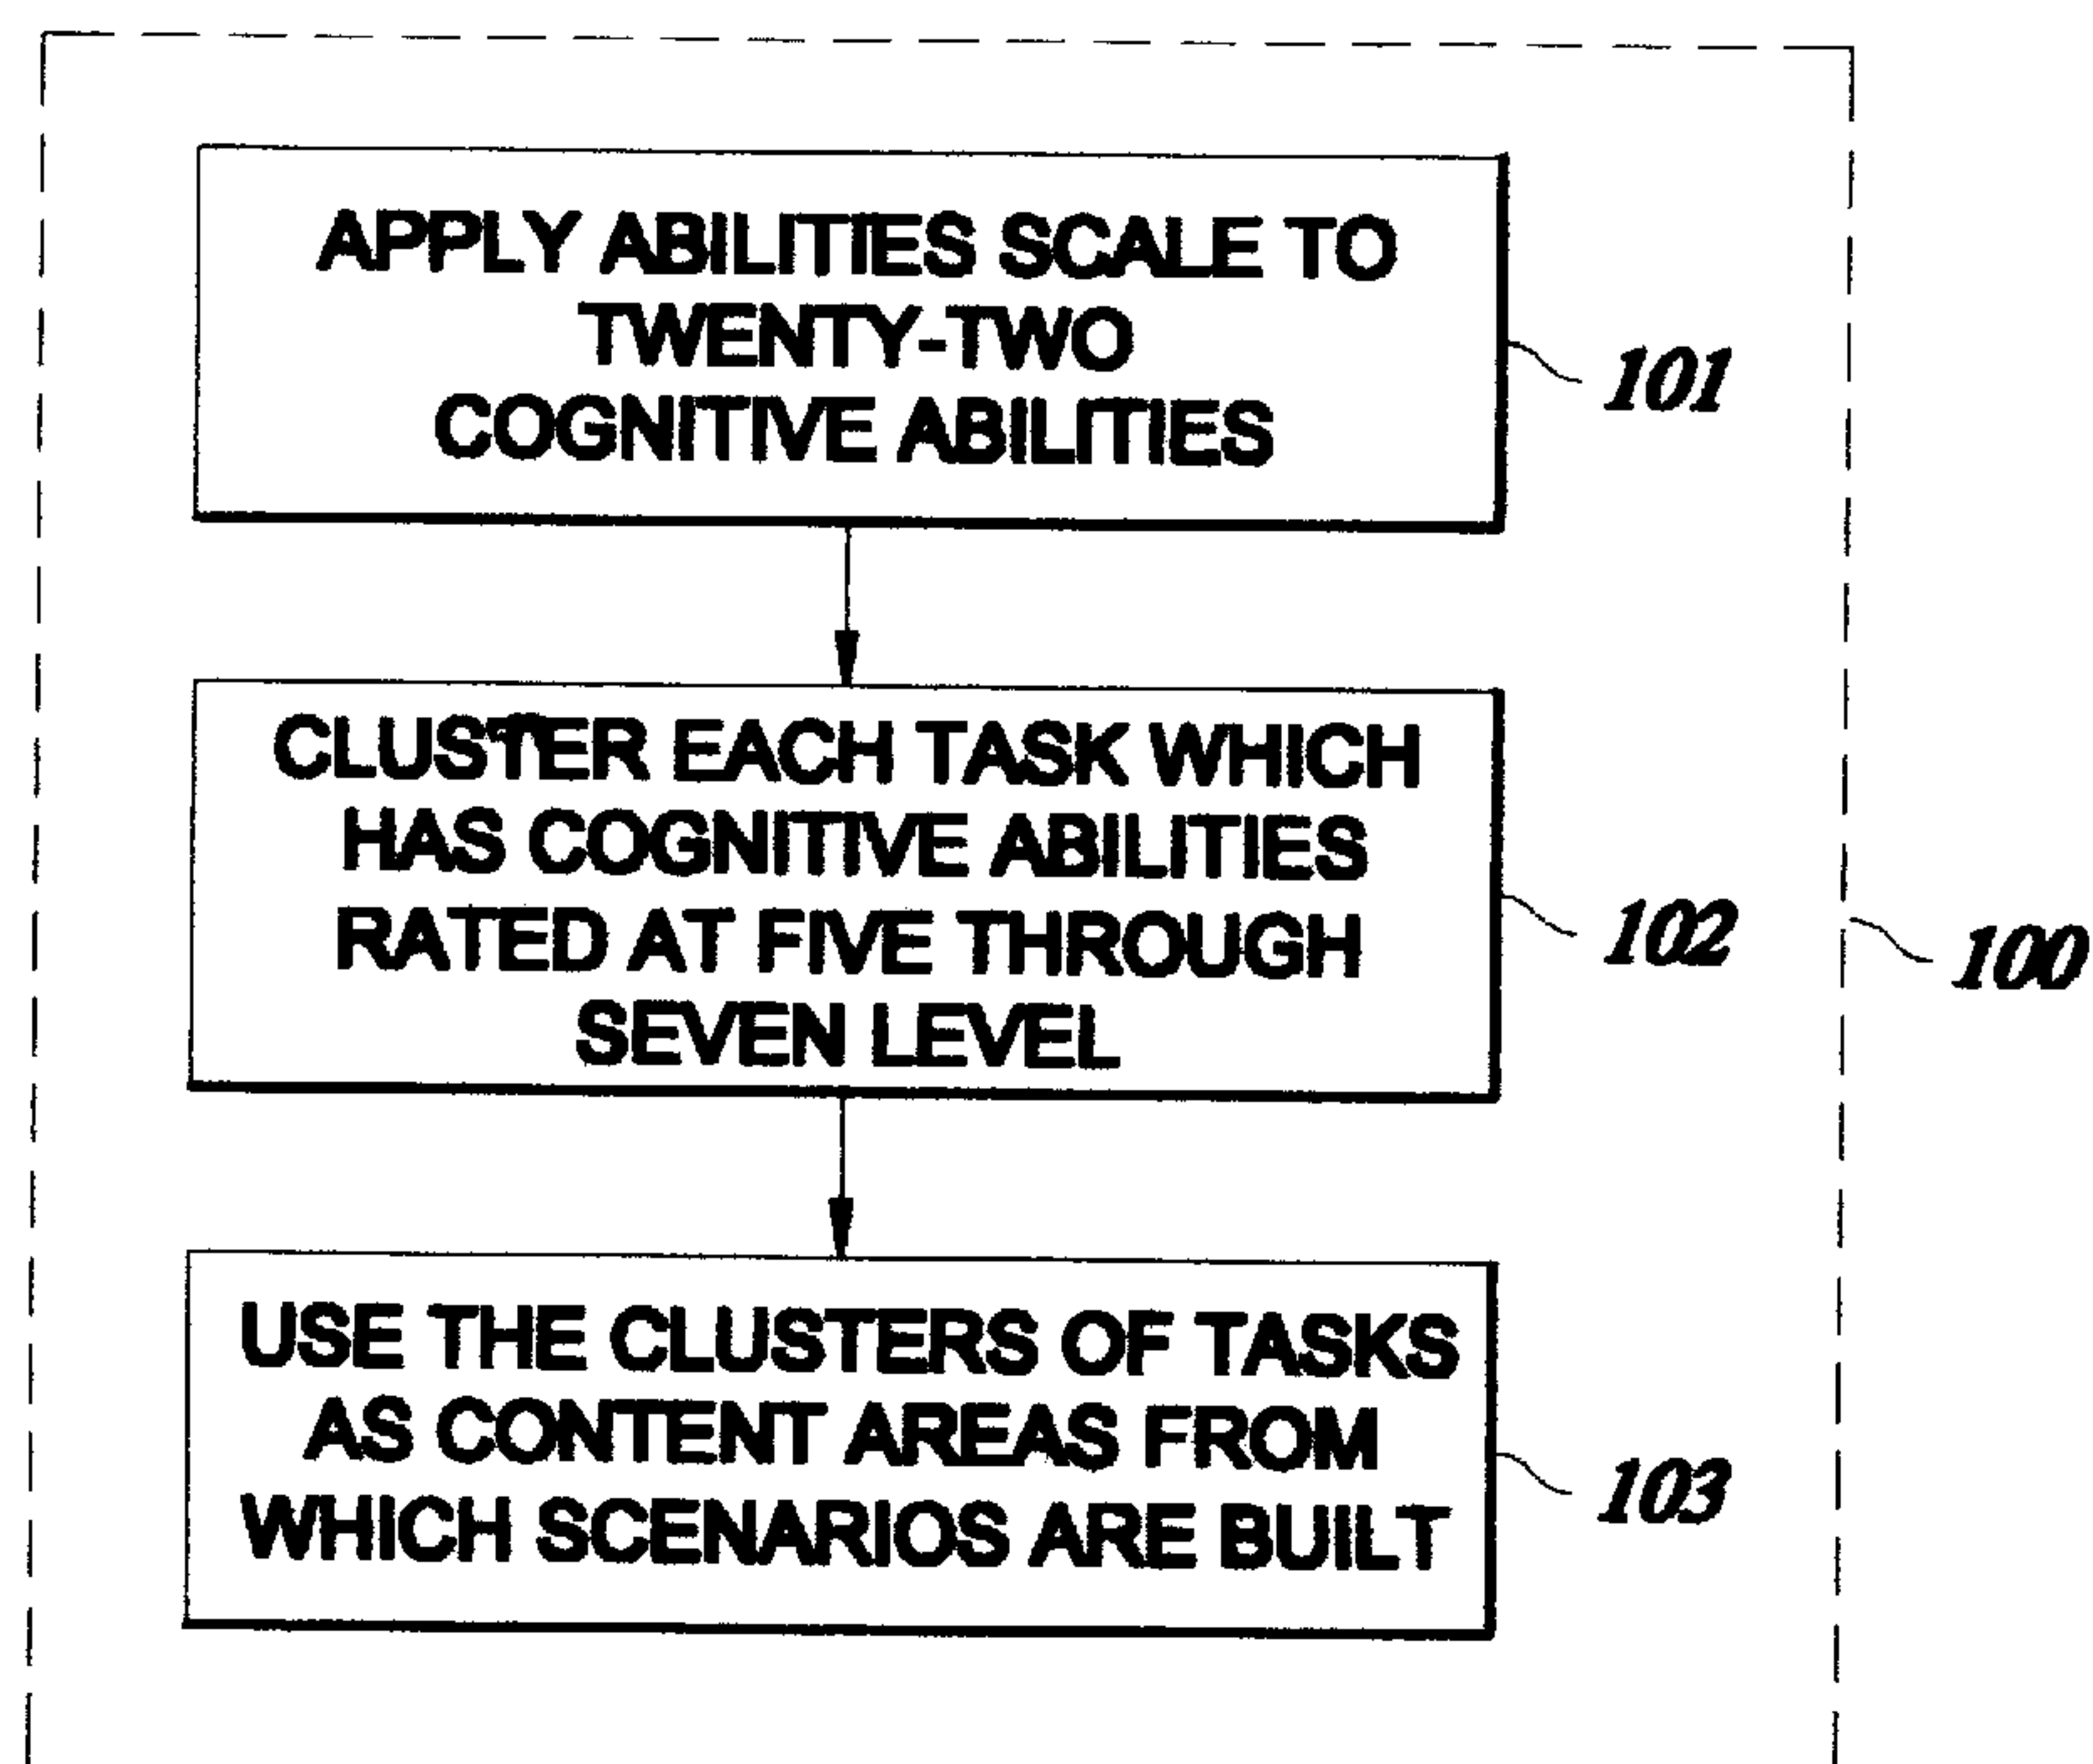 APPLY ABILITIES SCALE TO
TWENTY-TWO
COGNITIVE ABILITIES
101
CLUSTER EACH TASK WHICH
HAS COGNITIVE ABILITIES
RATED AT FIVE THROUGH
SEVEN LEVEL
102
100
USE THE CLUSTERS OF TASKS
AS CONTENT AREAS FROM
WHICH SCENARIOS ARE BUILT
103